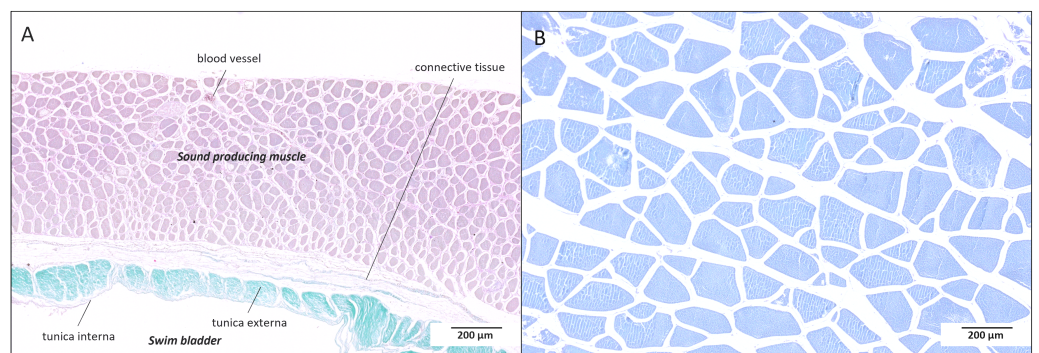 A
blood vessel
connective tissue
Sound producing muscle
tunica interna
tunica externa
Swim bladder
200 µm
B
200 µm